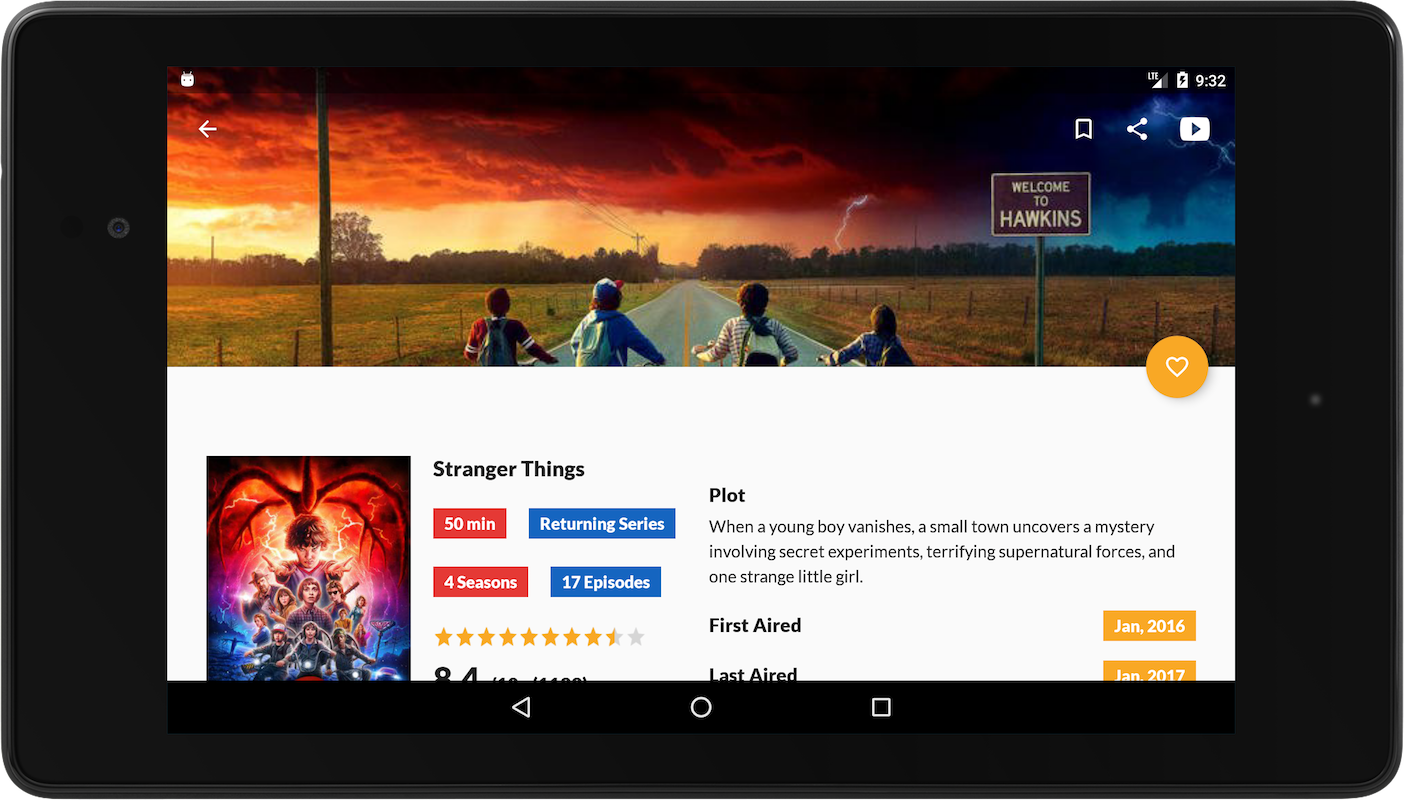 LTE
9:32
WELCOME
TO
HAWKINS
Stranger Things
50 min
Returning Series
4 Seasons
17 Episodes
8.4
Plot
When a young boy vanishes, a small town uncovers a mystery
involving secret experiments, terrifying supernatural forces, and
one strange little girl.
First Aired
Jan, 2016
Last Aired
Jan, 2017